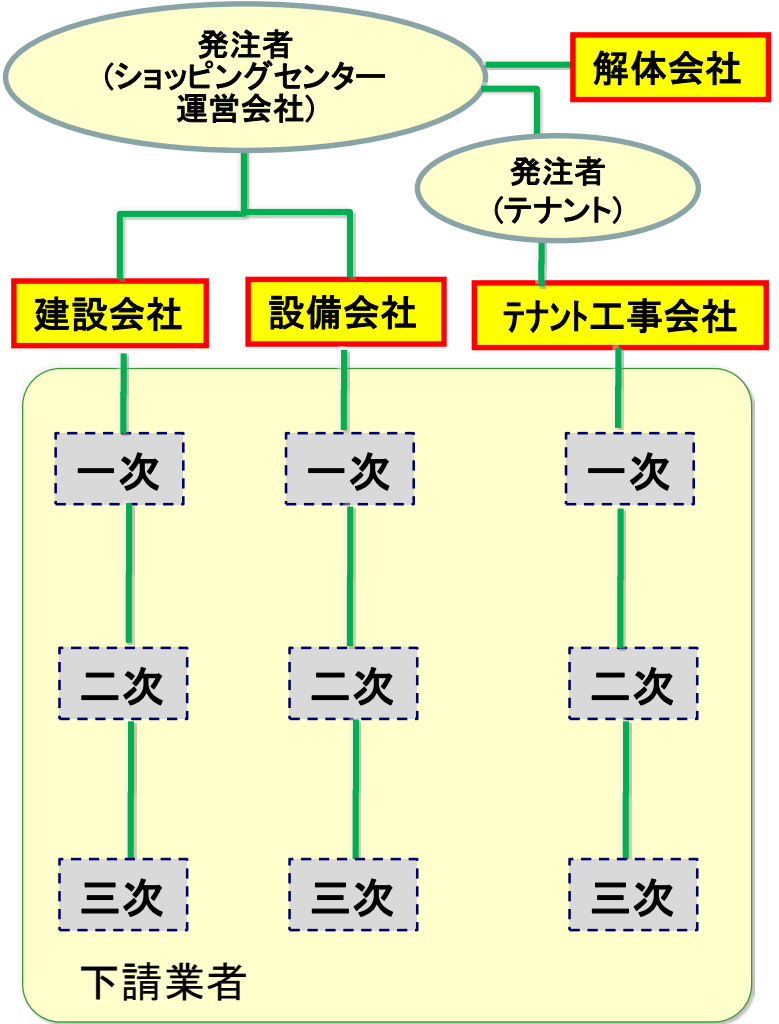 発注者
(ショッピングセンター
運営会社)
解体会社
発注者
(テナント)
建設会社
設備会社
テナント工事会社
一次
一次
一次
二次
二次
二次
三次
三次
三次
下請業者